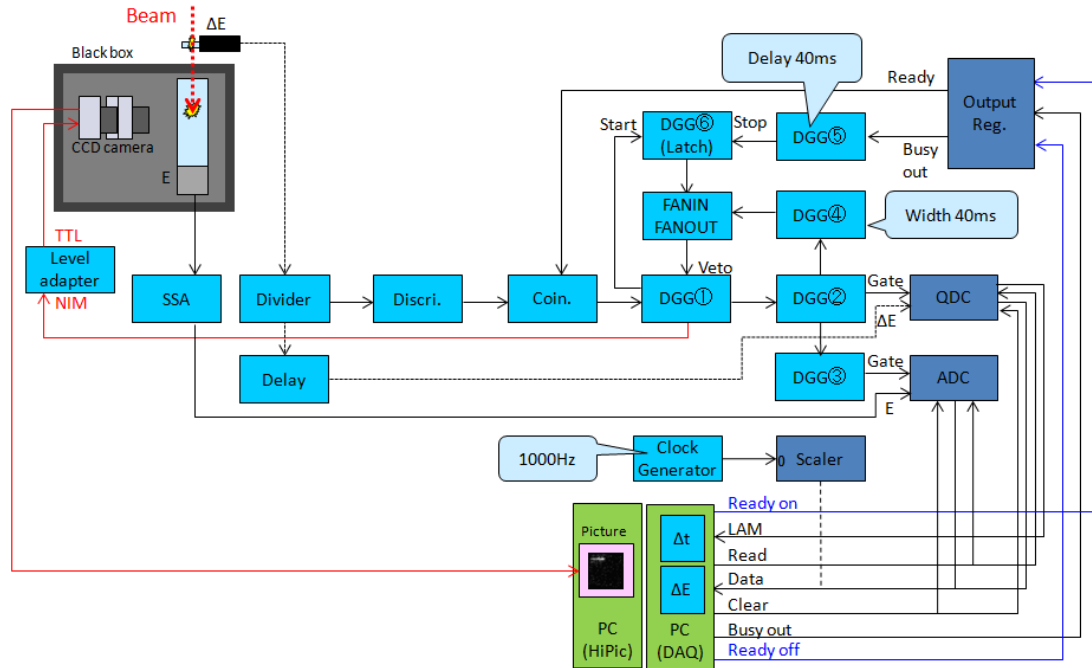 Beam
ΔE
Black box
CCD camera
E
Delay 40ms
Ready
Output
Reg.
Start
DGG⑥
(Latch)
Stop
DGG⑤
Busy
out
FANIN
FANOUT
DGG④
Width 40ms
TTL
Level
adapter
NIM
Veto
SSA
Divider
Discri.
Coin.
DGG①
DGG②
Gate
QDC
ΔE
Delay
DGG③
Gate
ADC
E
1000Hz
Clock
Generator
0
Scaler
Picture
PC
(HiPic)
Δt
ΔE
PC
(DAQ)
Ready on
LAM
Read
Data
Clear
Busy out
Ready off